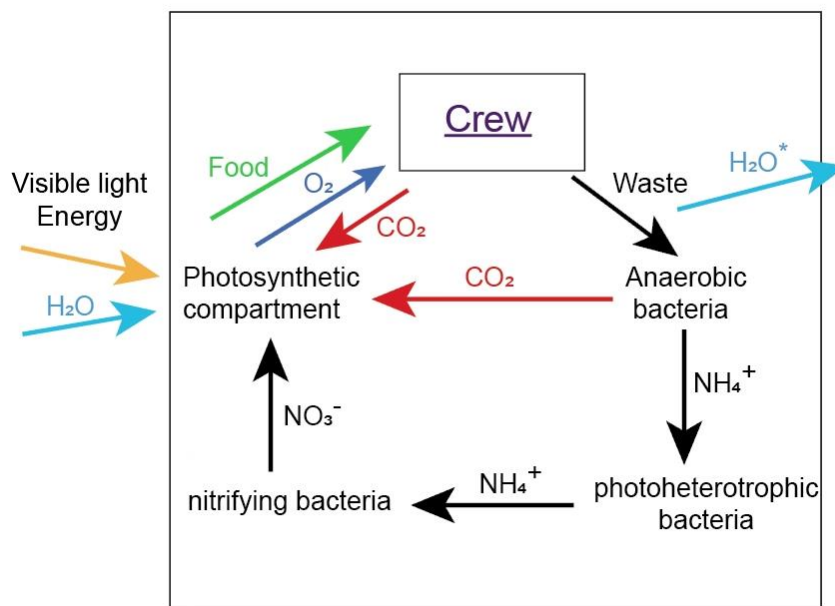 Crew
Food
H₂O*
Visible light
Energy
O₂
Waste
CO₂
Photosynthetic
compartment
CO₂
Anaerobic
bacteria
H₂O
NH₄⁺
NO₃⁻
nitrifying bacteria
NH₄⁺
photoheterotrophic
bacteria